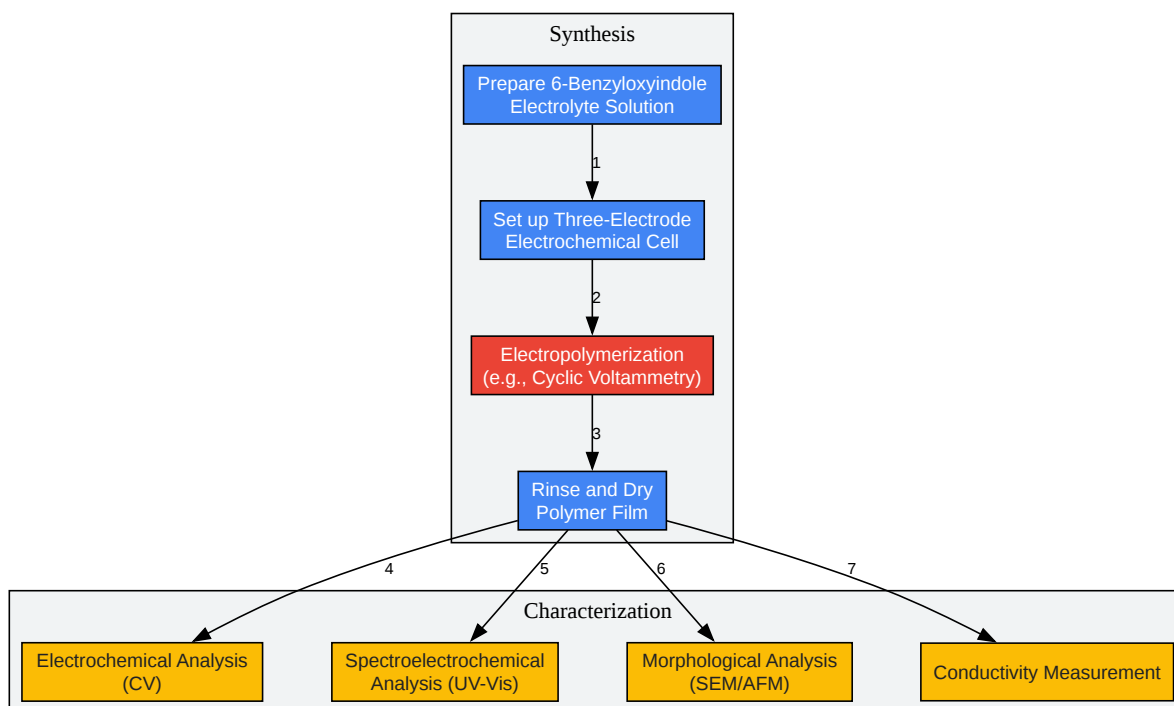 Synthesis
Prepare 6-Benzyloxyindole
Electrolyte Solution
1
Set up Three-Electrode
Electrochemical Cell
2
Electropolymerization
(e.g., Cyclic Voltammetry)
3
Rinse and Dry
Polymer Film
4
5
6
7
Characterization
Electrochemical Analysis
(CV)
Spectroelectrochemical
Analysis (UV-Vis)
Morphological Analysis
(SEM/AFM)
Conductivity Measurement